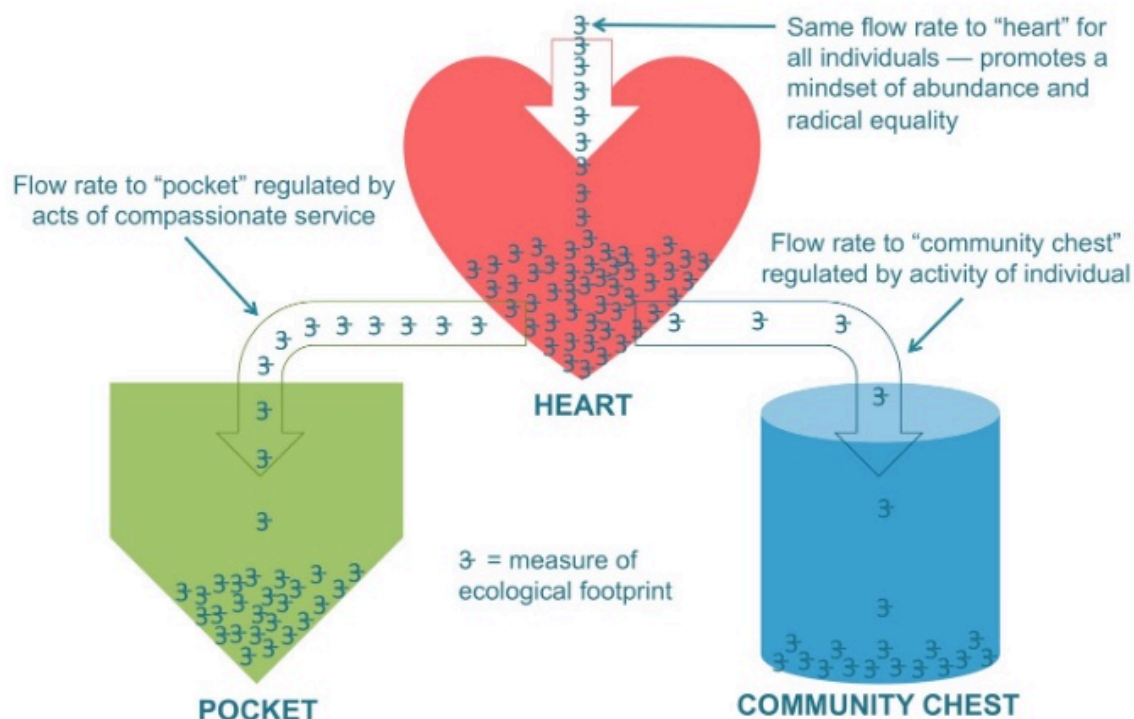 Same flow rate to “heart” for
all individuals — promotes a
mindset of abundance and
radical equality
Flow rate to “pocket” regulated by
acts of compassionate service
Flow rate to “community chest”
regulated by activity of individual
HEART
3 = measure of
ecological footprint
POCKET
COMMUNITY CHEST